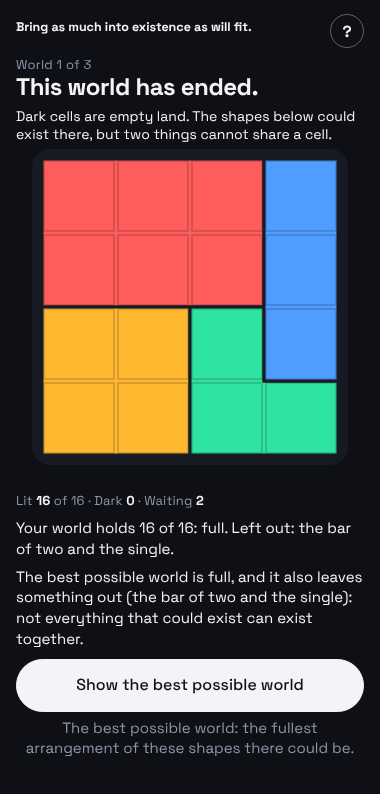 Bring as much into existence as will fit.
?
World 1 of 3
This world has ended.
Dark cells are empty land. The shapes below could
exist there, but two things cannot share a cell.
Lit 16 of 16 · Dark 0 · Waiting 2
Your world holds 16 of 16: full. Left out: the bar
of two and the single.
The best possible world is full, and it also leaves
something out (the bar of two and the single):
not everything that could exist can exist
together.
Show the best possible world
The best possible world: the fullest
arrangement of these shapes there could be.